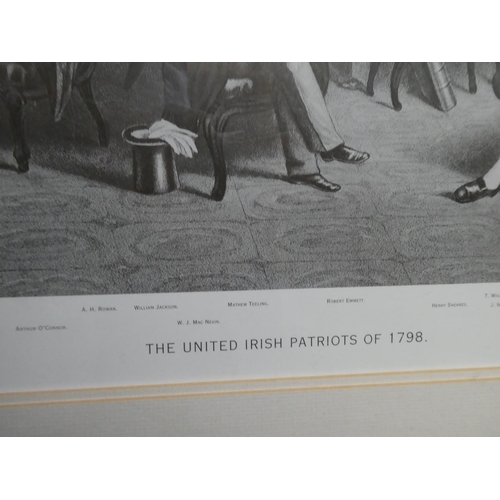 T. WOL
A. H. ROWAN. WILLIAM JACKSON. MATHEW TEELING. ROBERT EMMETT. HENRY SHEARES. J. N
ARTHUR O'CONNOR. W. J. MAC NEVIN.
THE UNITED IRISH PATRIOTS OF 1798.